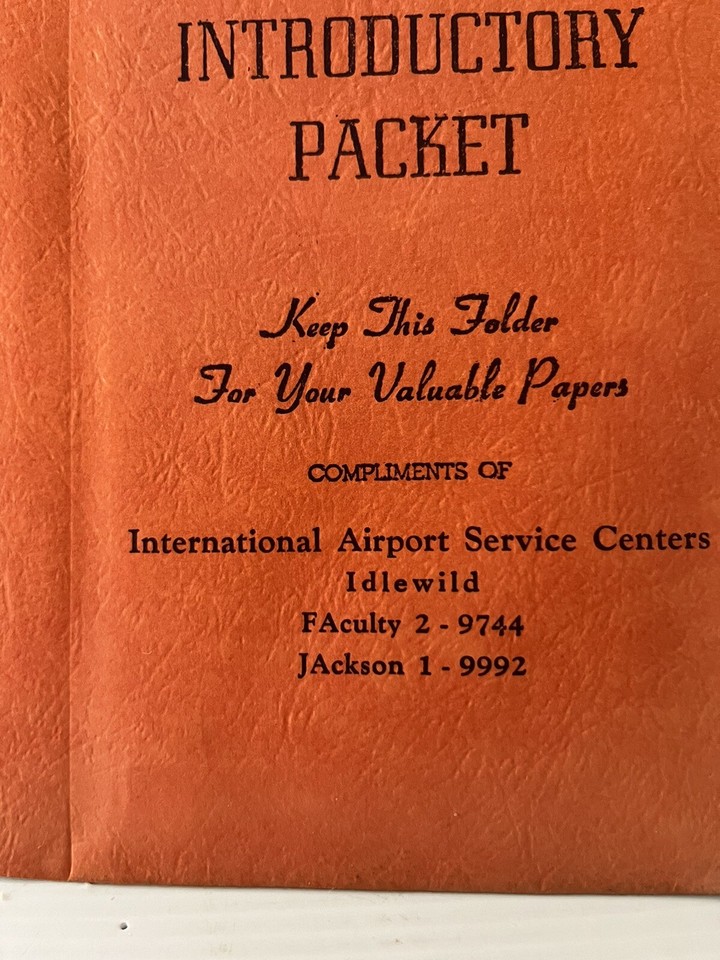 INTRODUCTORY
PACKET
Keep This Folder
For Your Valuable Papers
COMPLIMENTS OF
International Airport Service Centers
Idlewild
FAculty 2 - 9744
JAckson 1 - 9992